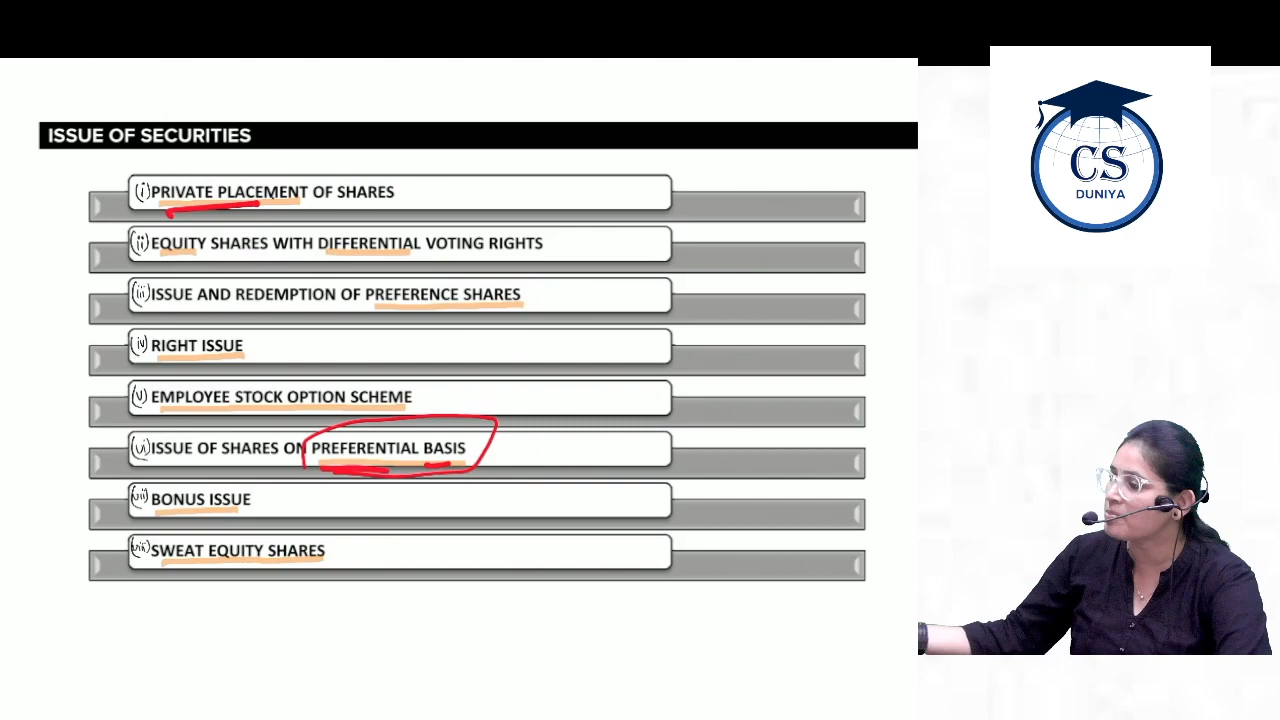 ISSUE OF SECURITIES
(i) PRIVATE PLACEMENT OF SHARES
(ii) EQUITY SHARES WITH DIFFERENTIAL VOTING RIGHTS
(iii) ISSUE AND REDEMPTION OF PREFERENCE SHARES
(iv) RIGHT ISSUE
(v) EMPLOYEE STOCK OPTION SCHEME
(vi) ISSUE OF SHARES ON PREFERENTIAL BASIS
(vii) BONUS ISSUE
(viii) SWEAT EQUITY SHARES
CS
DUNIYA